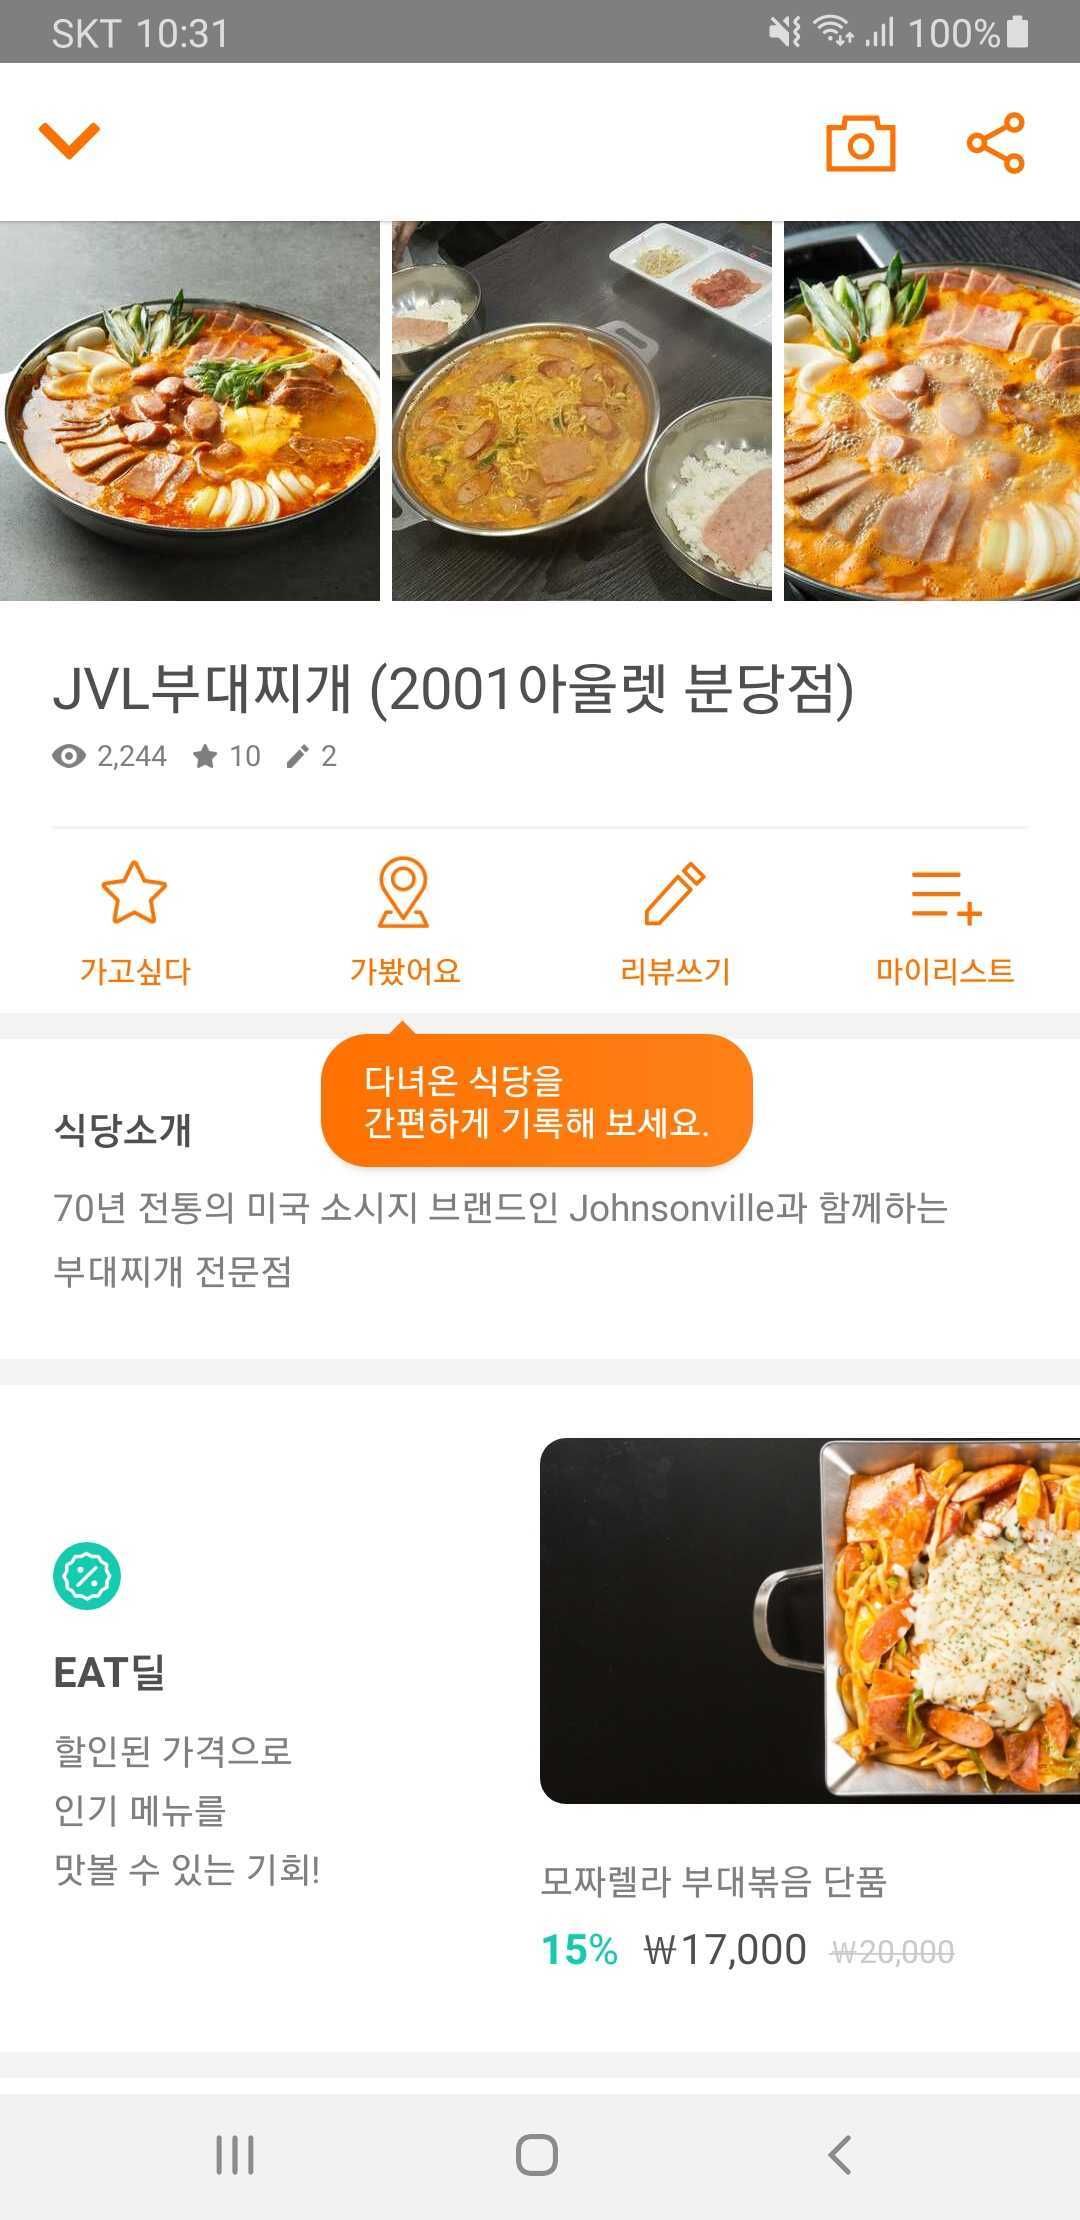 SKT 10:31
100%
JVL부대찌개 (2001아울렛 분당점)
2,244 10 2
가고싶다 가봤어요 리뷰쓰기 마이리스트
다녀온 식당을
간편하게 기록해 보세요.
식당소개
70년 전통의 미국 소시지 브랜드인 Johnsonville과 함께하는
부대찌개 전문점
EAT딜
할인된 가격으로
인기 메뉴를
맛볼 수 있는 기회!
모짜렐라 부대볶음 단품
15% ₩17,000 ₩20,000